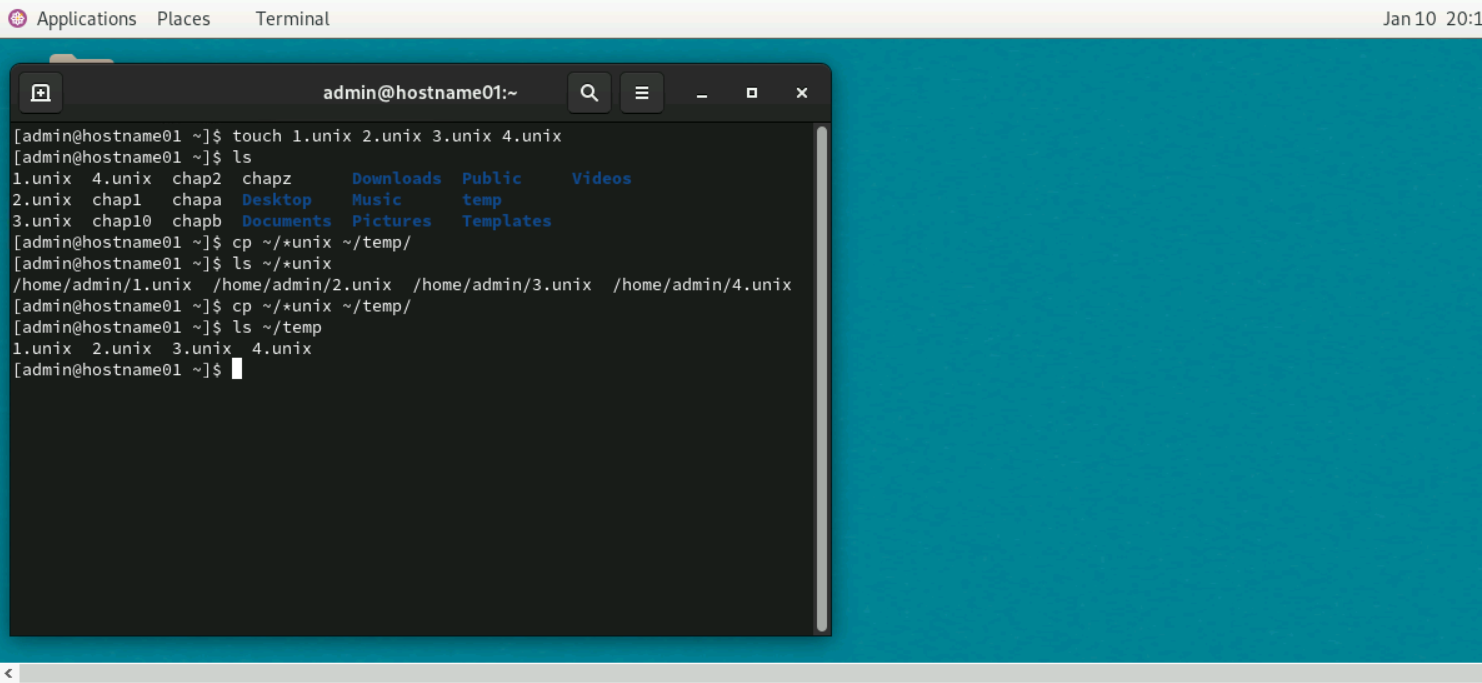 Applications Places Terminal Jan 10 20:1
admin@hostname01:~
[admin@hostname01 ~]$ touch 1.unix 2.unix 3.unix 4.unix
[admin@hostname01 ~]$ ls
1.unix 4.unix chap2 chapz Downloads Public Videos
2.unix chap1 chapa Desktop Music temp
3.unix chap10 chapb Documents Pictures Templates
[admin@hostname01 ~]$ cp ~/*unix ~/temp/
[admin@hostname01 ~]$ ls ~/*unix
/home/admin/1.unix /home/admin/2.unix /home/admin/3.unix /home/admin/4.unix
[admin@hostname01 ~]$ cp ~/*unix ~/temp/
[admin@hostname01 ~]$ ls ~/temp
1.unix 2.unix 3.unix 4.unix
[admin@hostname01 ~]$